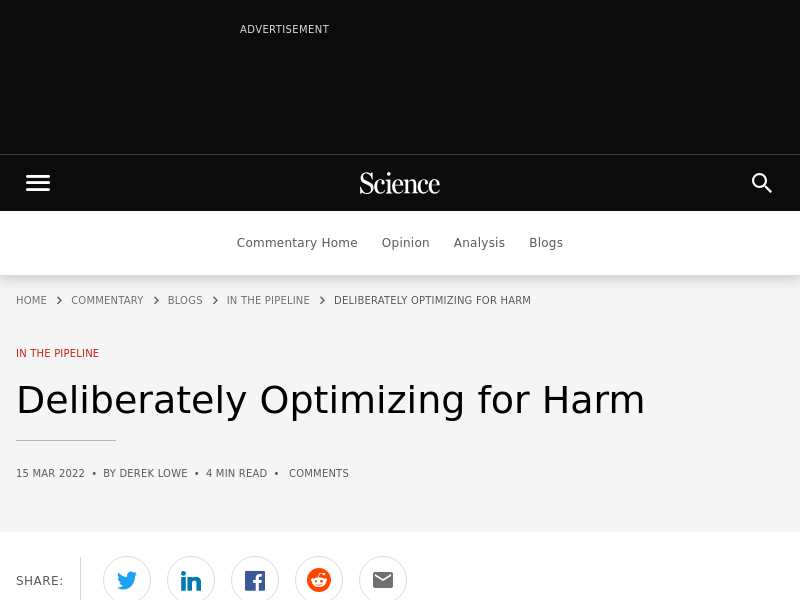 ADVERTISEMENT
Science
Commentary Home Opinion Analysis Blogs
HOME COMMENTARY BLOGS IN THE PIPELINE DELIBERATELY OPTIMIZING FOR HARM
IN THE PIPELINE
Deliberately Optimizing for Harm
15 MAR 2022 • BY DEREK LOWE • 4 MIN READ • COMMENTS
SHARE: